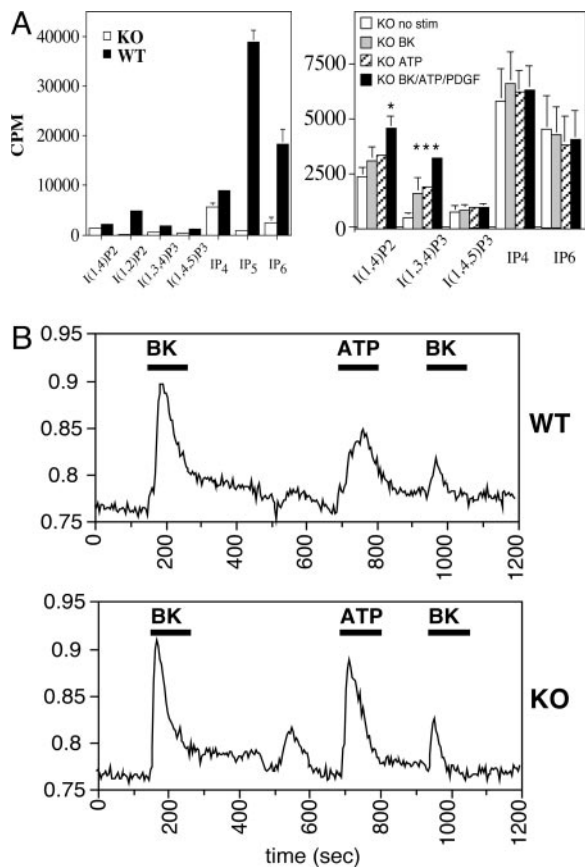 A
CPM
40000
30000
20000
10000
0
KO
WT
I(1,4)P2
I(1,2)P2
I(1,3,4)P3
I(1,4,5)P3
IP4
IP5
IP6
7500
5000
2500
0
KO no stim
KO BK
KO ATP
KO BK/ATP/PDGF
*
***
I(1,4)P2
I(1,3,4)P3
I(1,4,5)P3
IP4
IP6
B
0.95
0.9
0.85
0.8
0.75
BK ATP BK
WT
0 200 400 600 800 1000 1200
0.95
0.9
0.85
0.8
0.75
BK ATP BK
KO
0 200 400 600 800 1000 1200
time (sec)